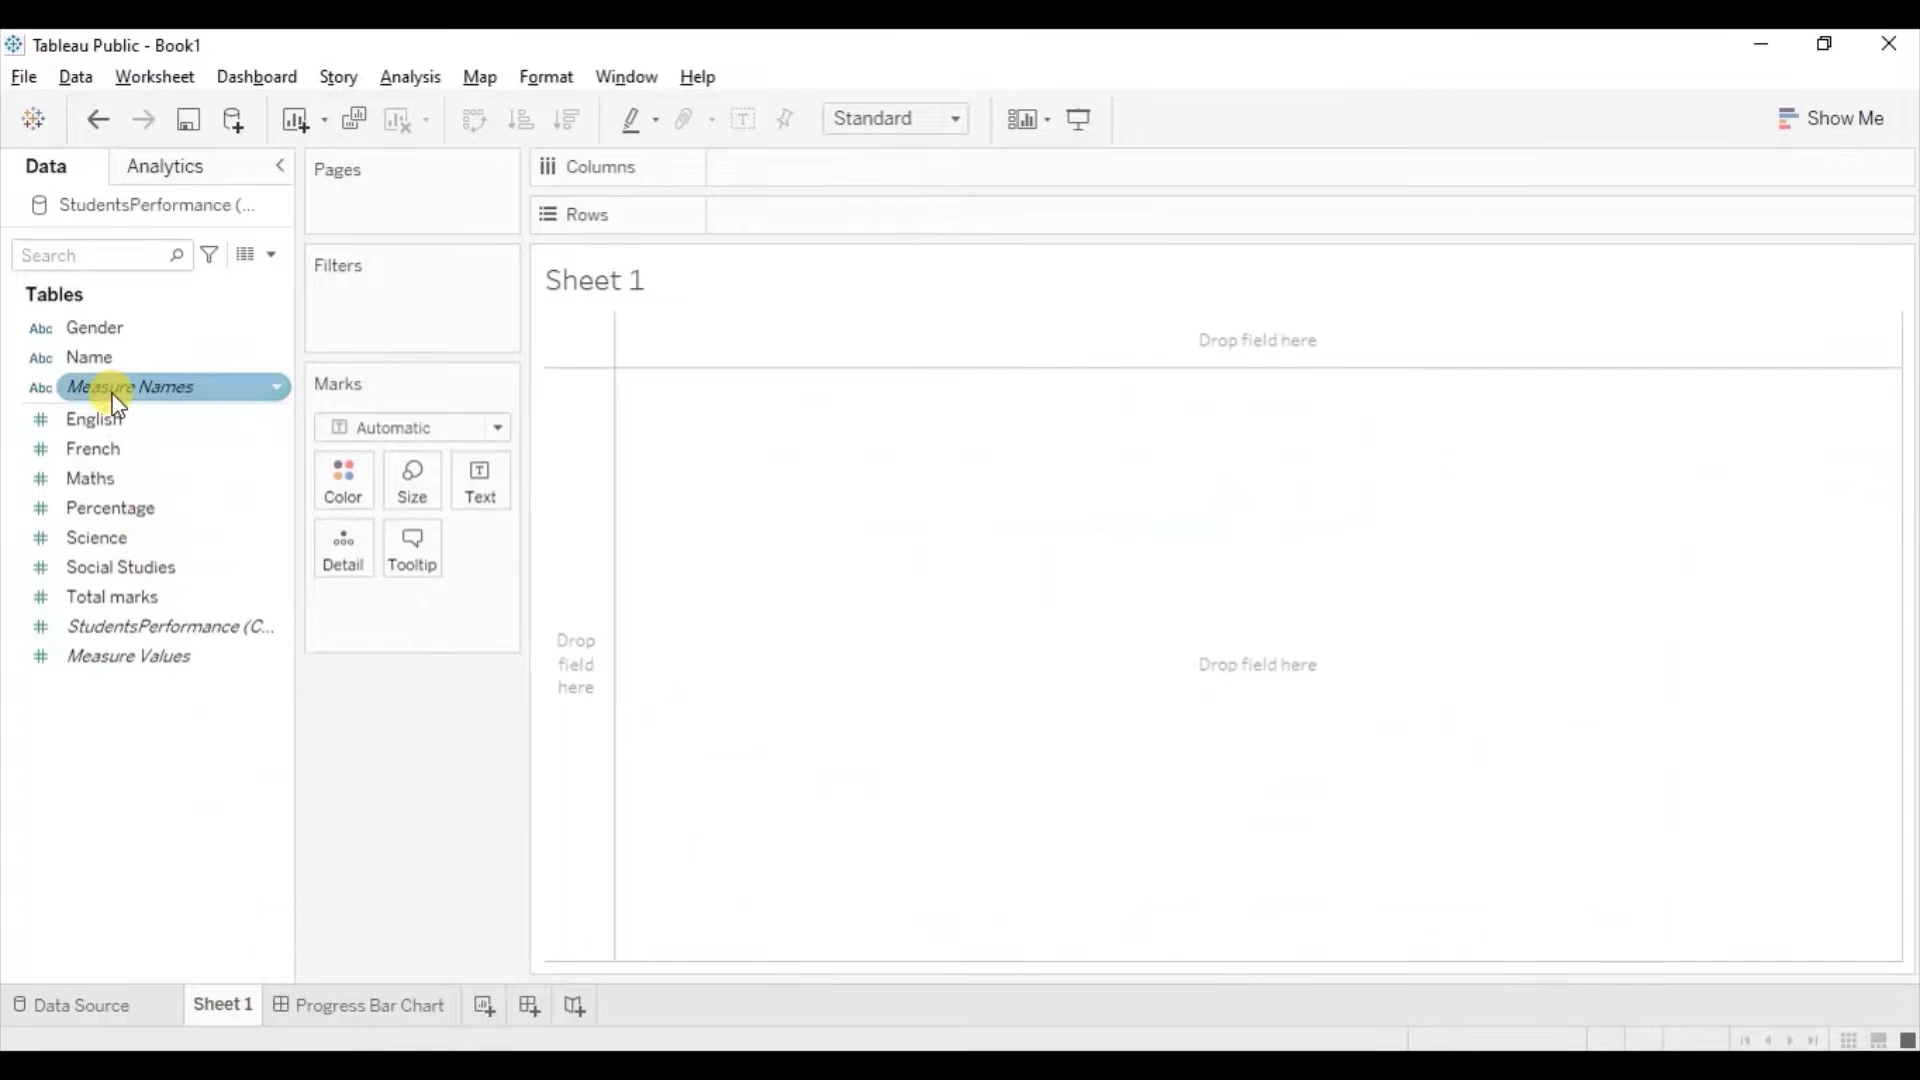 Tableau Public - Book1
File Data Worksheet Dashboard Story Analysis Map Format Window Help
Standard
Show Me
Data Analytics
StudentsPerformance (...
Search
Tables
Abc Gender
Abc Name
Abc Measure Names
# English
# French
# Maths
# Percentage
# Science
# Social Studies
# Total marks
# StudentsPerformance (C...
# Measure Values
Pages
Filters
Marks
Automatic
Color Size Text
Detail Tooltip
Columns
Rows
Sheet 1
Drop field here
Drop
field
here
Drop field here
Data Source Sheet 1 Progress Bar Chart